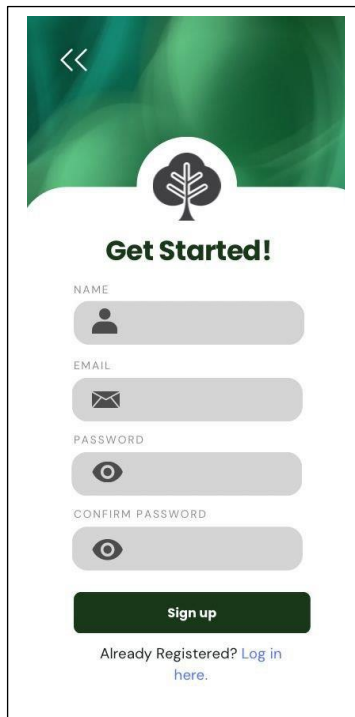 Get Started!
NAME
EMAIL
PASSWORD
CONFIRM PASSWORD
Sign up
Already Registered? Log in
here.